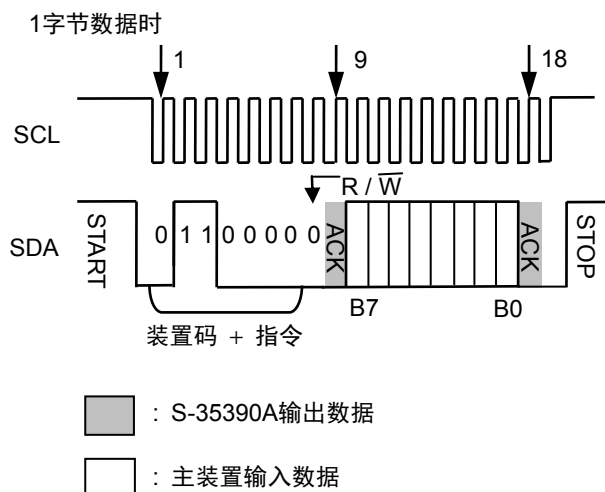 1字节数据时
1 9 18
SCL
R / W̅
SDA START 0 1 1 0 0 0 0 0 ACK ACK STOP
B7 B0
装置码 + 指令
: S-35390A输出数据
: 主装置输入数据